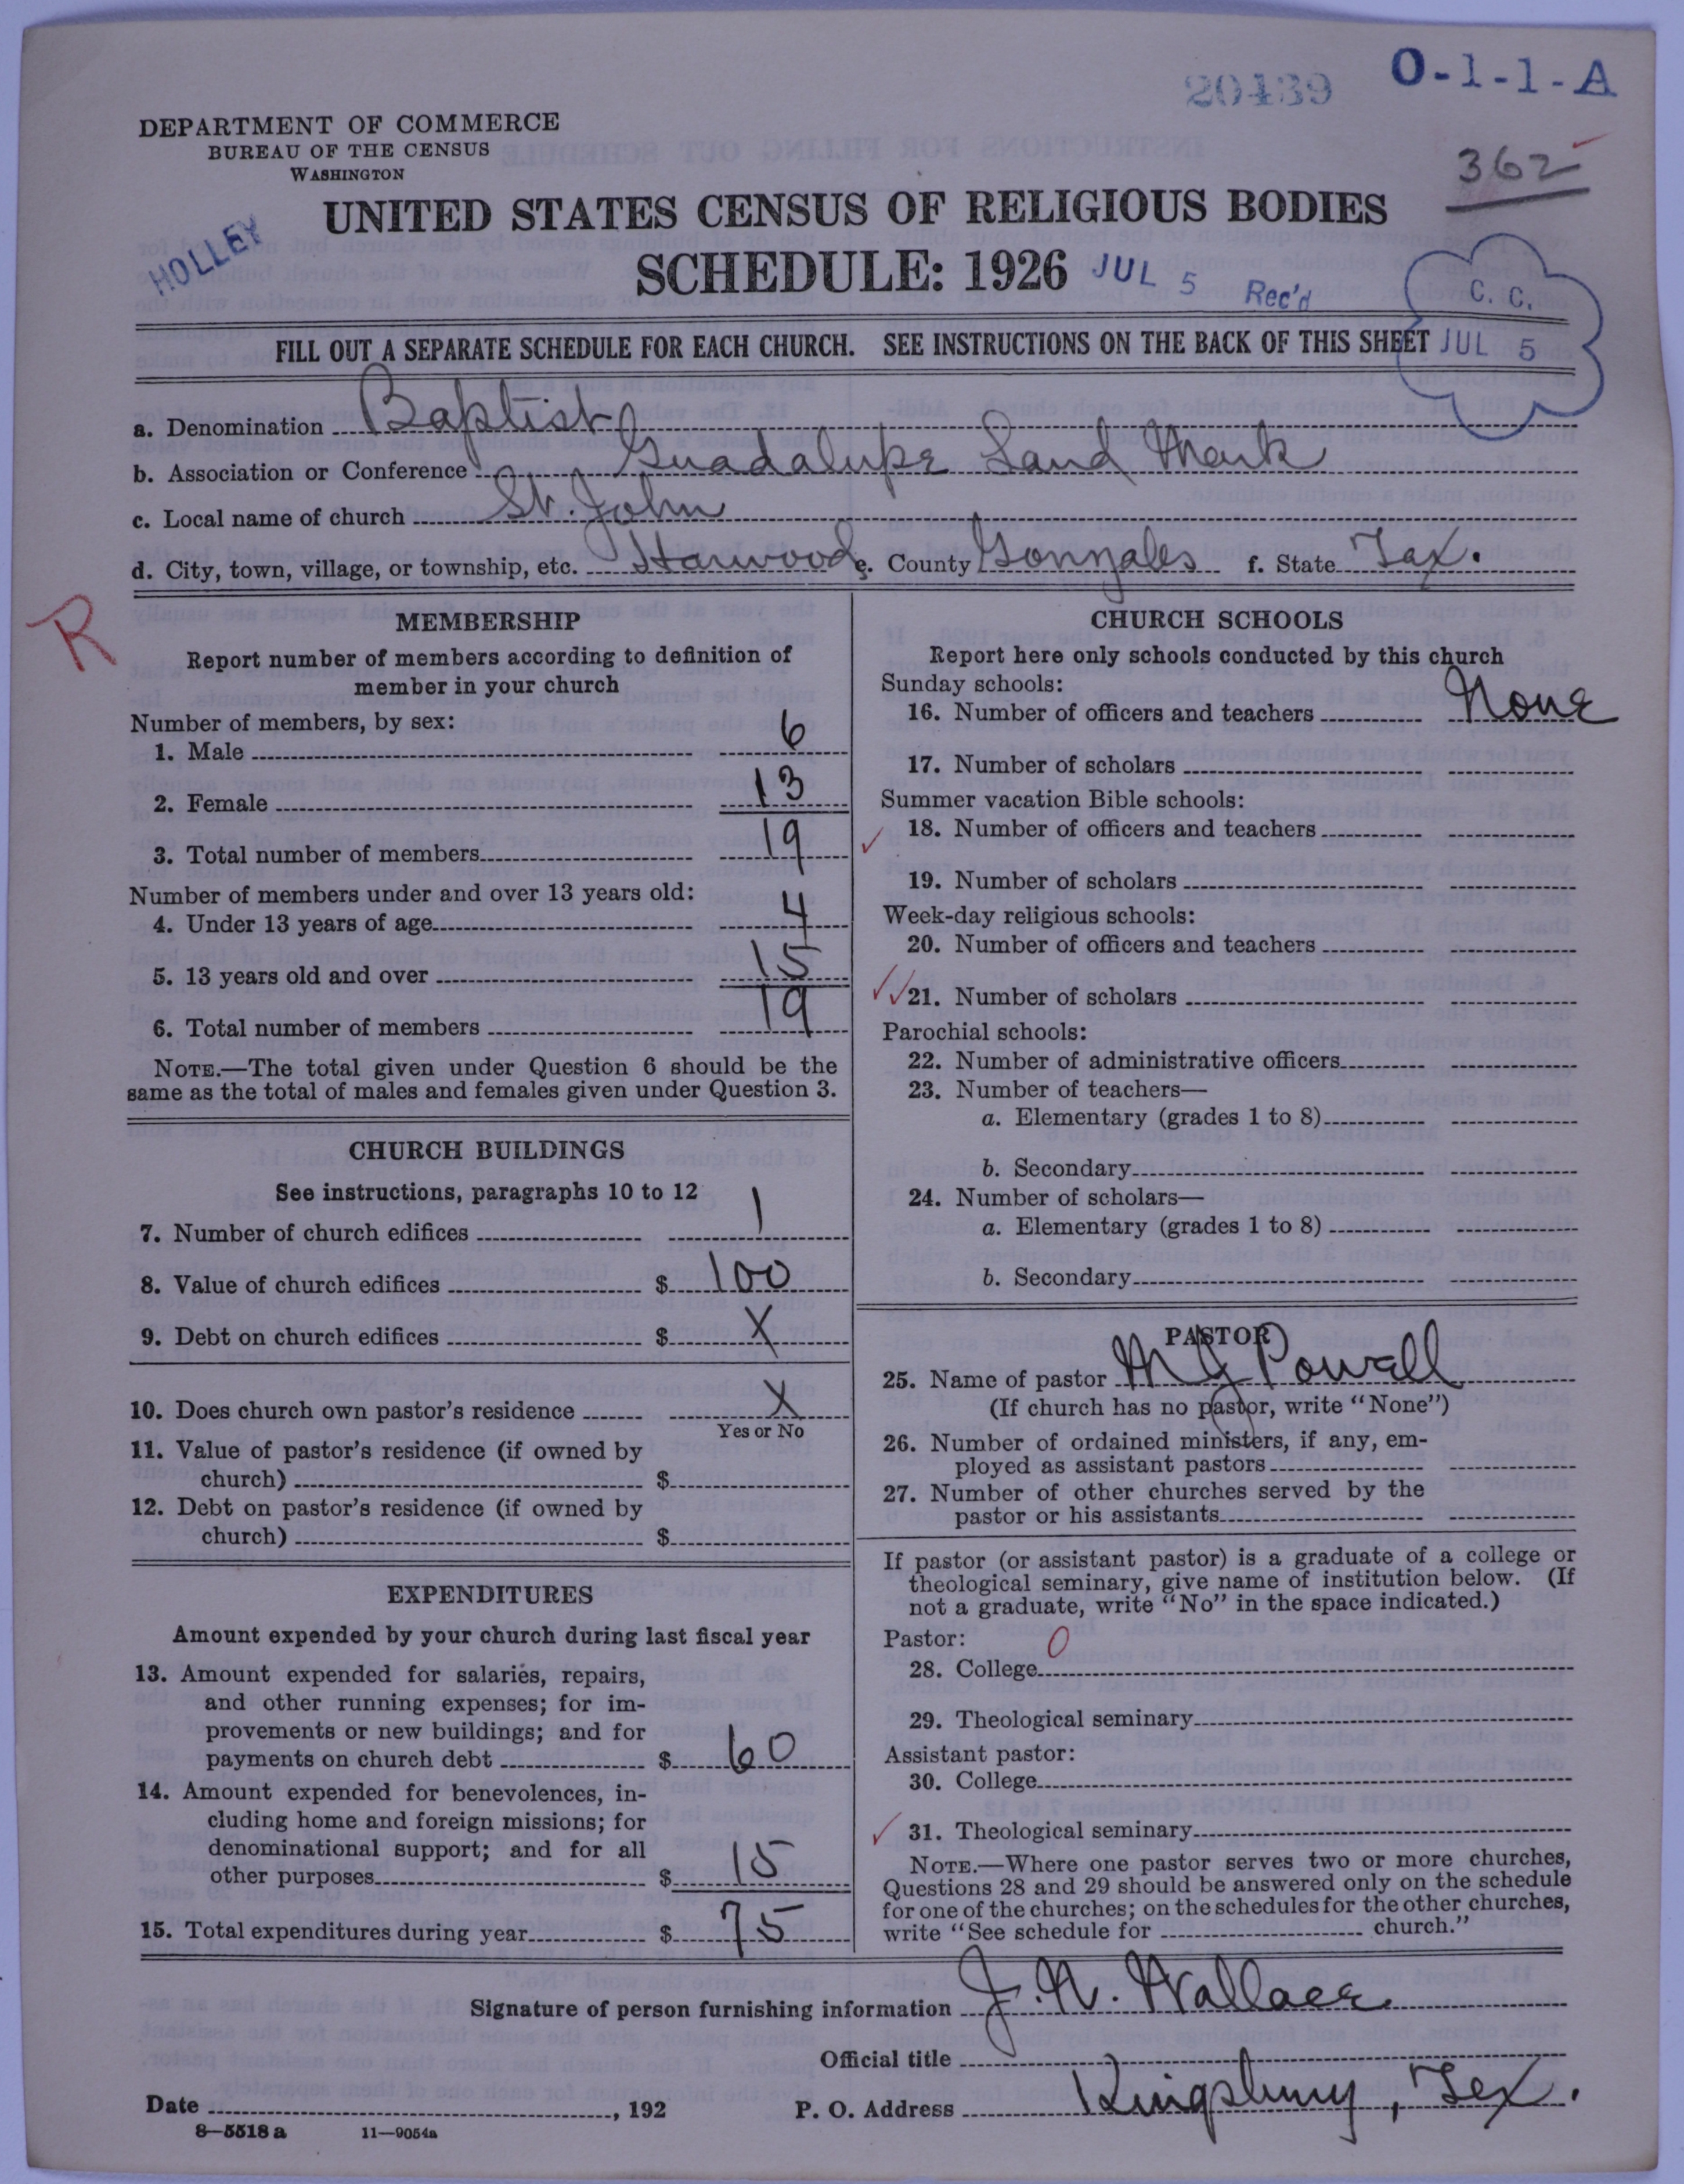 20439 O-1-1-A
DEPARTMENT OF COMMERCE
BUREAU OF THE CENSUS
WASHINGTON
362
UNITED STATES CENSUS OF RELIGIOUS BODIES
HOLLEY
SCHEDULE: 1926 JUL 5 Rec'd
C. C.
JUL 5
FILL OUT A SEPARATE SCHEDULE FOR EACH CHURCH. SEE INSTRUCTIONS ON THE BACK OF THIS SHEET
a. Denomination Baptist
b. Association or Conference Guadalupe Land Mark
c. Local name of church St. John
d. City, town, village, or township, etc. Harwood e. County Gonzales f. State Tex.
R
MEMBERSHIP
Report number of members according to definition of
member in your church
Number of members, by sex:
1. Male 6
2. Female 13
3. Total number of members 19
Number of members under and over 13 years old:
4. Under 13 years of age 4
5. 13 years old and over 15
6. Total number of members 19
NOTE.—The total given under Question 6 should be the
same as the total of males and females given under Question 3.
CHURCH BUILDINGS
See instructions, paragraphs 10 to 12
7. Number of church edifices 1
8. Value of church edifices $ 100
9. Debt on church edifices $ X
10. Does church own pastor's residence X
Yes or No
11. Value of pastor's residence (if owned by
church) $
12. Debt on pastor's residence (if owned by
church) $
EXPENDITURES
Amount expended by your church during last fiscal year
13. Amount expended for salaries, repairs,
and other running expenses; for im-
provements or new buildings; and for
payments on church debt $ 60
14. Amount expended for benevolences, in-
cluding home and foreign missions; for
denominational support; and for all
other purposes $ 15
15. Total expenditures during year $ 75
CHURCH SCHOOLS
Report here only schools conducted by this church
Sunday schools:
16. Number of officers and teachers None
17. Number of scholars
Summer vacation Bible schools:
18. Number of officers and teachers
19. Number of scholars
Week-day religious schools:
20. Number of officers and teachers
21. Number of scholars
Parochial schools:
22. Number of administrative officers
23. Number of teachers—
a. Elementary (grades 1 to 8)
b. Secondary
24. Number of scholars—
a. Elementary (grades 1 to 8)
b. Secondary
PASTOR
25. Name of pastor M J Powell
(If church has no pastor, write "None")
26. Number of ordained ministers, if any, em-
ployed as assistant pastors
27. Number of other churches served by the
pastor or his assistants
If pastor (or assistant pastor) is a graduate of a college or
theological seminary, give name of institution below. (If
not a graduate, write "No" in the space indicated.)
Pastor: 0
28. College
29. Theological seminary
Assistant pastor:
30. College
31. Theological seminary
NOTE.—Where one pastor serves two or more churches,
Questions 28 and 29 should be answered only on the schedule
for one of the churches; on the schedules for the other churches,
write "See schedule for church."
Signature of person furnishing information J. N. Wallace
Official title
Date , 192 P. O. Address Kingsbury, Tex.
8—5518 a 11—9054a